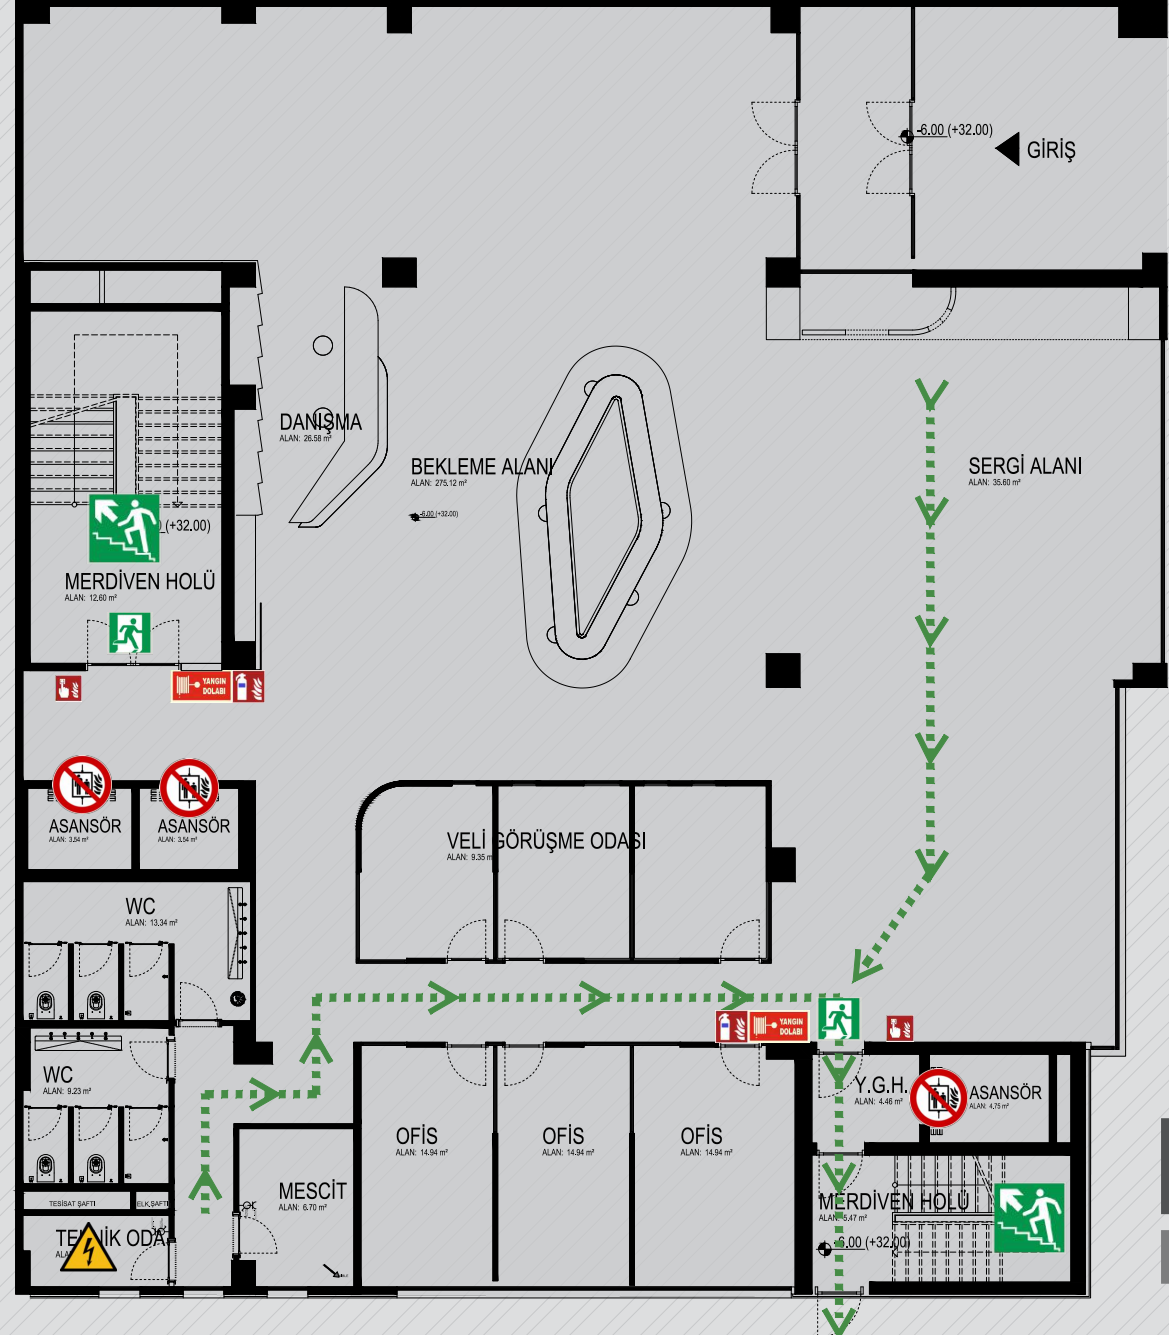 -6.00 (+32.00)
GİRİŞ
DANIŞMA
ALAN: 26.58 m²
BEKLEME ALANI
ALAN: 275.12 m²
-6.00 (+32.00)
SERGİ ALANI
ALAN: 35.60 m²
(+32.00)
MERDİVEN HOLÜ
ALAN: 12.60 m²
YANGIN
DOLABI
ASANSÖR
ALAN: 3.54 m²
ASANSÖR
ALAN: 3.54 m²
VELİ GÖRÜŞME ODASI
ALAN: 9.35 m
WC
ALAN: 13.34 m²
YANGIN
DOLABI
WC
ALAN: 9.23 m²
Y.G.H.
ALAN: 4.46 m²
ASANSÖR
ALAN: 4.75 m²
OFİS
ALAN: 14.94 m²
OFİS
ALAN: 14.94 m²
OFİS
ALAN: 14.94 m²
MESCİT
ALAN: 6.70 m²
TESİSAT ŞAFTI
ELK.ŞAFTI
MERDİVEN HOLÜ
-6.00 (+32.00)